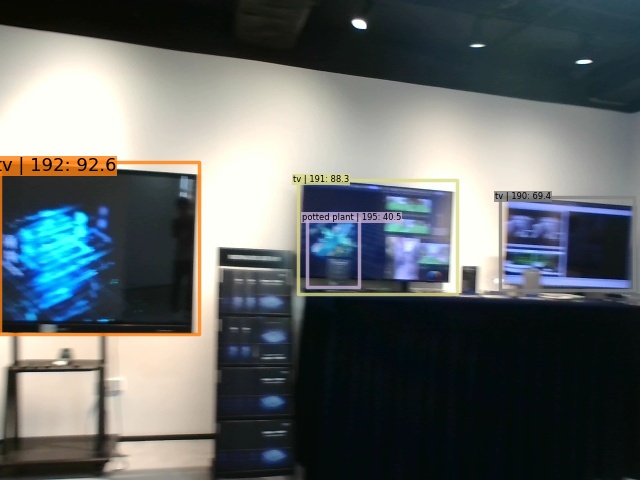 tv | 192: 92.6
tv | 191: 88.3
tv | 190: 69.4
potted plant | 195: 40.5